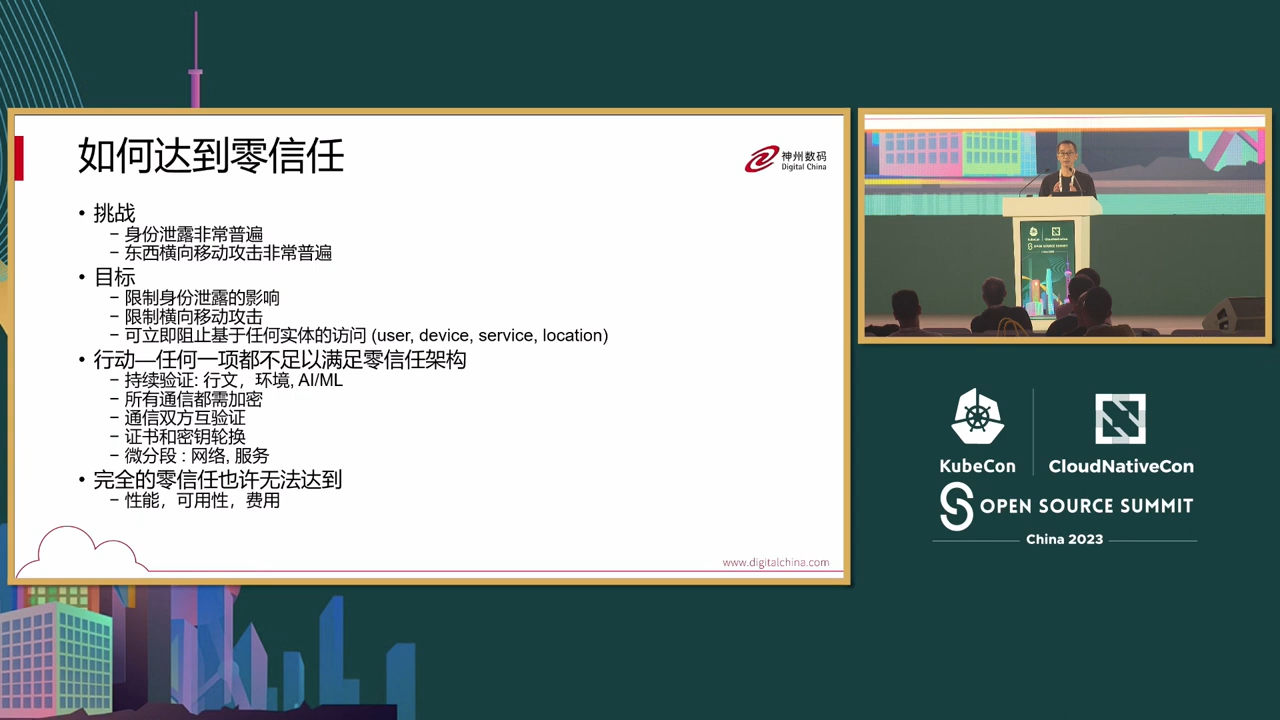 如何达到零信任
神州数码
Digital China
• 挑战
– 身份泄露非常普遍
– 东西横向移动攻击非常普遍
• 目标
– 限制身份泄露的影响
– 限制横向移动攻击
– 可立即阻止基于任何实体的访问 (user, device, service, location)
• 行动—任何一项都不足以满足零信任架构
– 持续验证: 行文，环境, AI/ML
– 所有通信都需加密
– 通信双方互验证
– 证书和密钥轮换
– 微分段 : 网络, 服务
• 完全的零信任也许无法达到
– 性能，可用性，费用
www.digitalchina.com
KubeCon
CloudNativeCon
OPEN SOURCE SUMMIT
China 2023